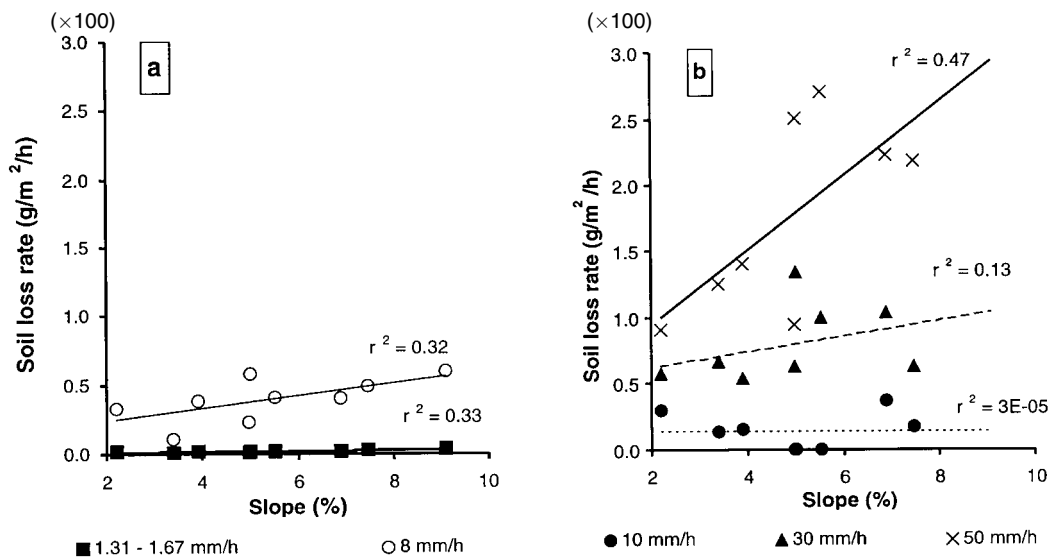 (×100)
3.0
2.5
2.0
1.5
1.0
0.5
0.0
Soil loss rate (g/m²/h)
a
r² = 0.32
r² = 0.33
2 4 6 8 10
Slope (%)
■ 1.31 - 1.67 mm/h ○ 8 mm/h
(×100)
3.0
2.5
2.0
1.5
1.0
0.5
0.0
Soil loss rate (g/m²/h)
b
r² = 0.47
r² = 0.13
r² = 3E-05
2 4 6 8 10
Slope (%)
● 10 mm/h ▲ 30 mm/h × 50 mm/h